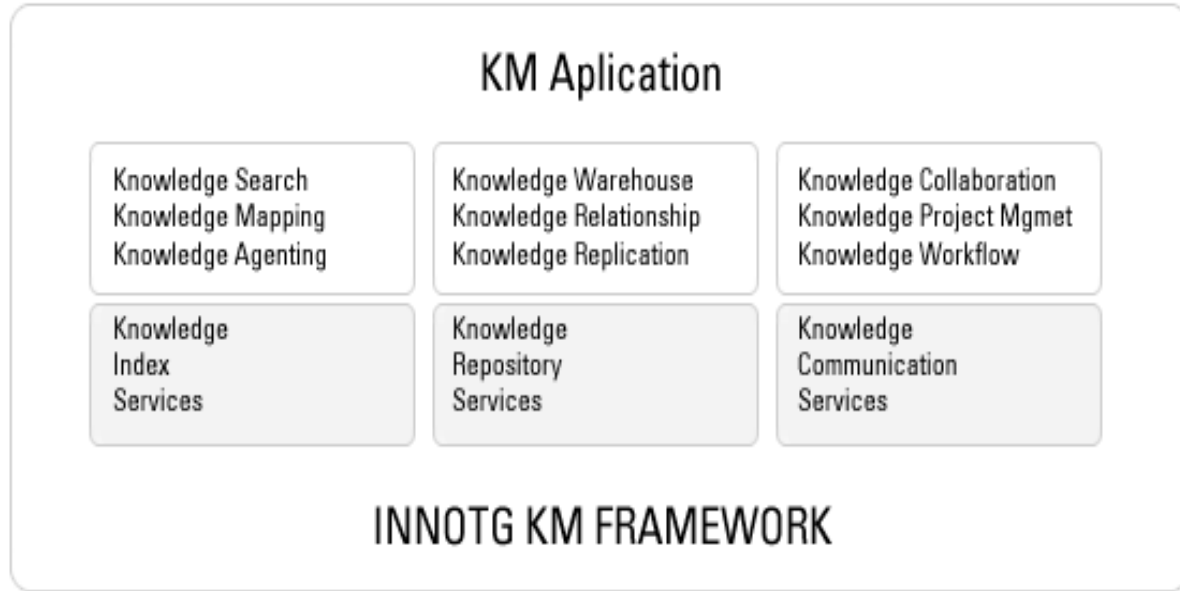 KM Aplication
Knowledge Search
Knowledge Mapping
Knowledge Agenting
Knowledge Warehouse
Knowledge Relationship
Knowledge Replication
Knowledge Collaboration
Knowledge Project Mgmet
Knowledge Workflow
Knowledge
Index
Services
Knowledge
Repository
Services
Knowledge
Communication
Services
INNOTG KM FRAMEWORK